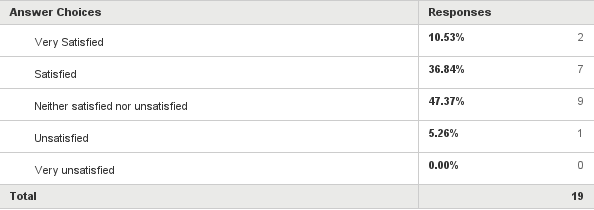 Answer Choices Responses
Very Satisfied 10.53% 2
Satisfied 36.84% 7
Neither satisfied nor unsatisfied 47.37% 9
Unsatisfied 5.26% 1
Very unsatisfied 0.00% 0
Total 19